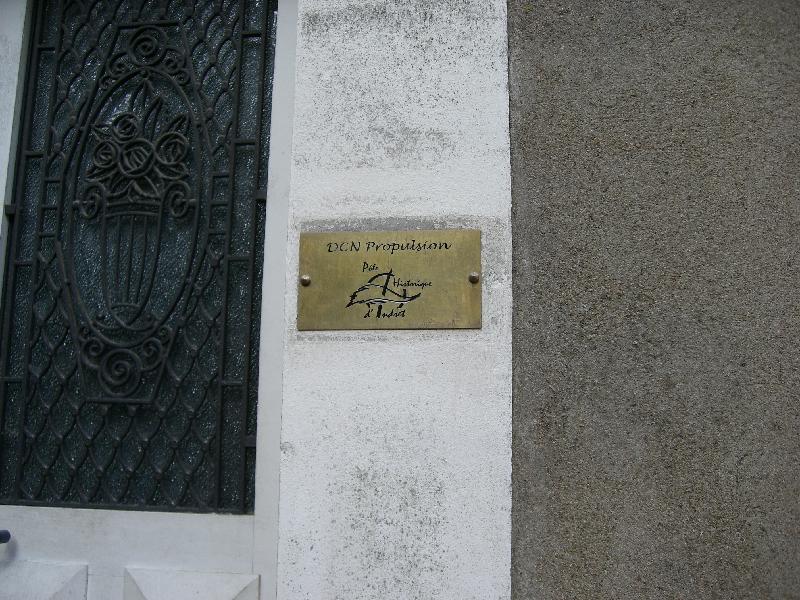 DCN Propulsion
Pôle
Historique
d'Indret